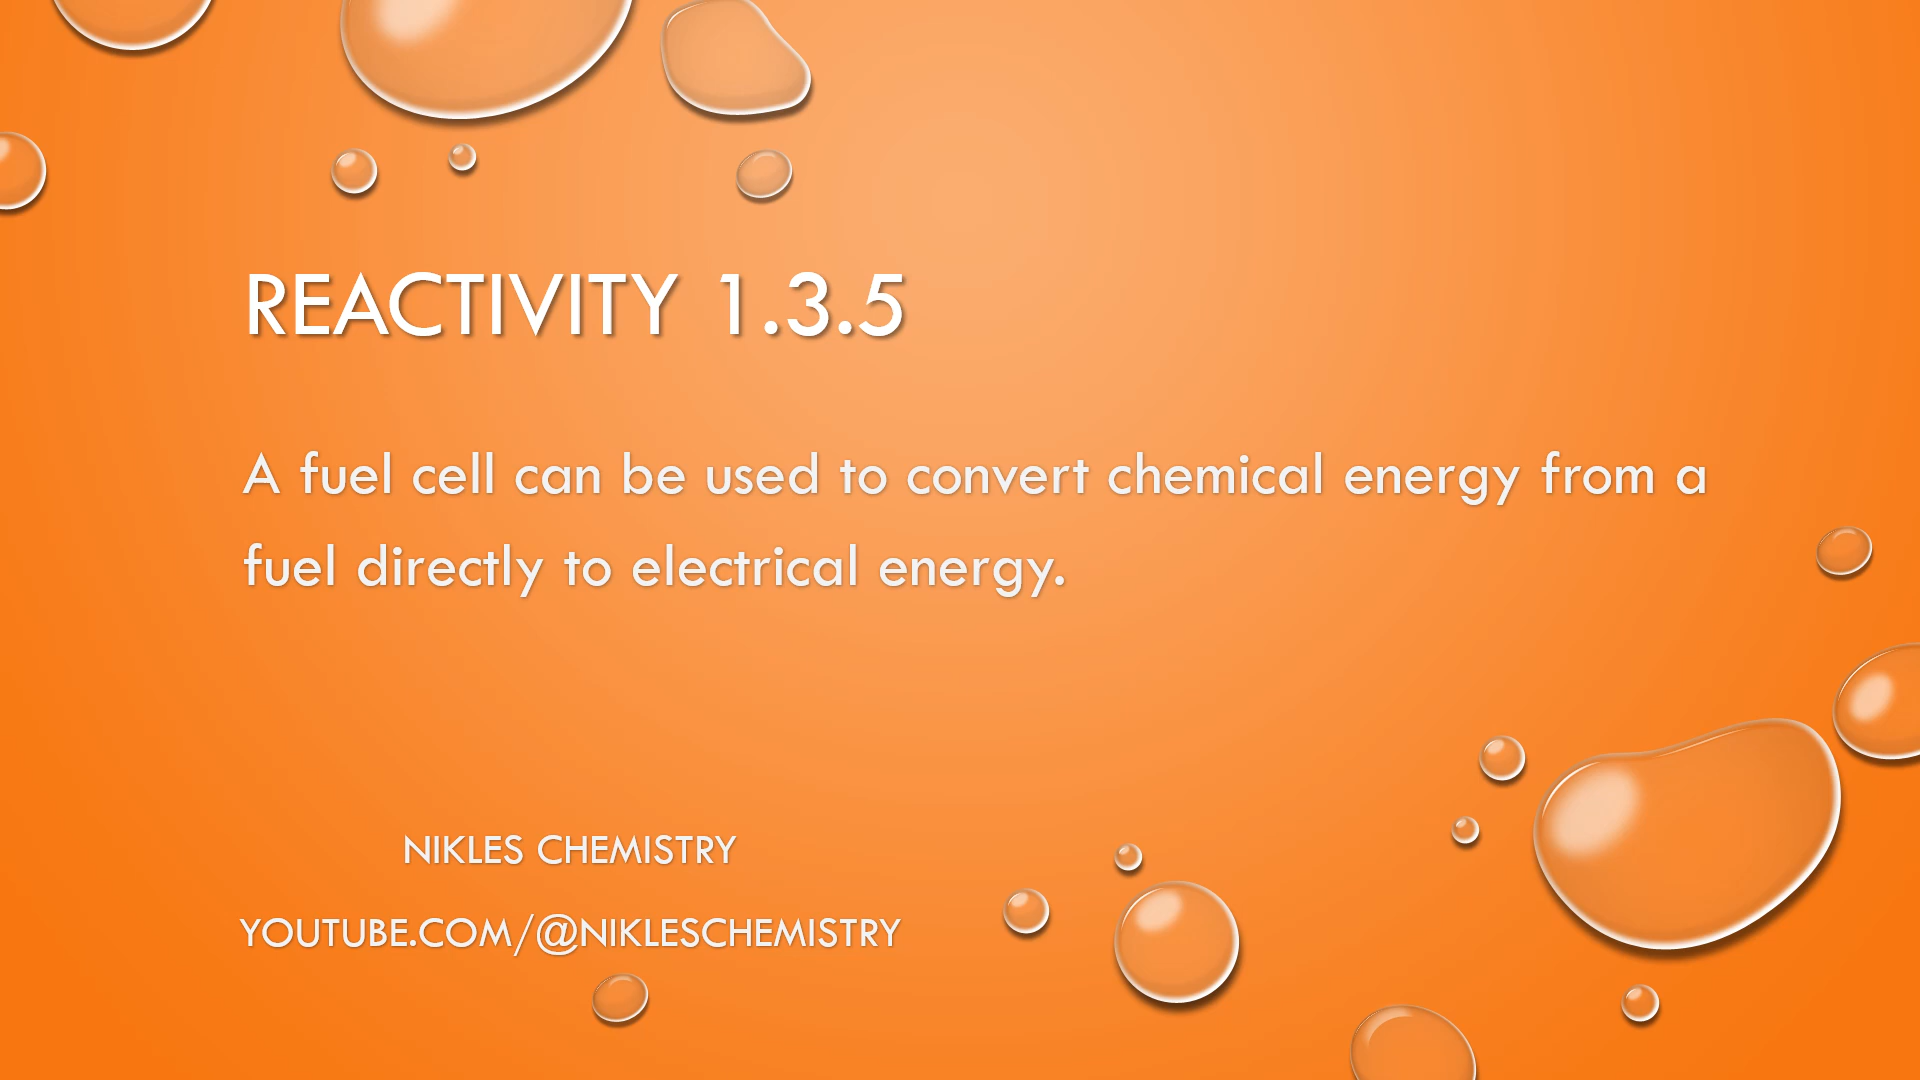 REACTIVITY 1.3.5
A fuel cell can be used to convert chemical energy from a
fuel directly to electrical energy.
NIKLES CHEMISTRY
YOUTUBE.COM/@NIKLESCHEMISTRY